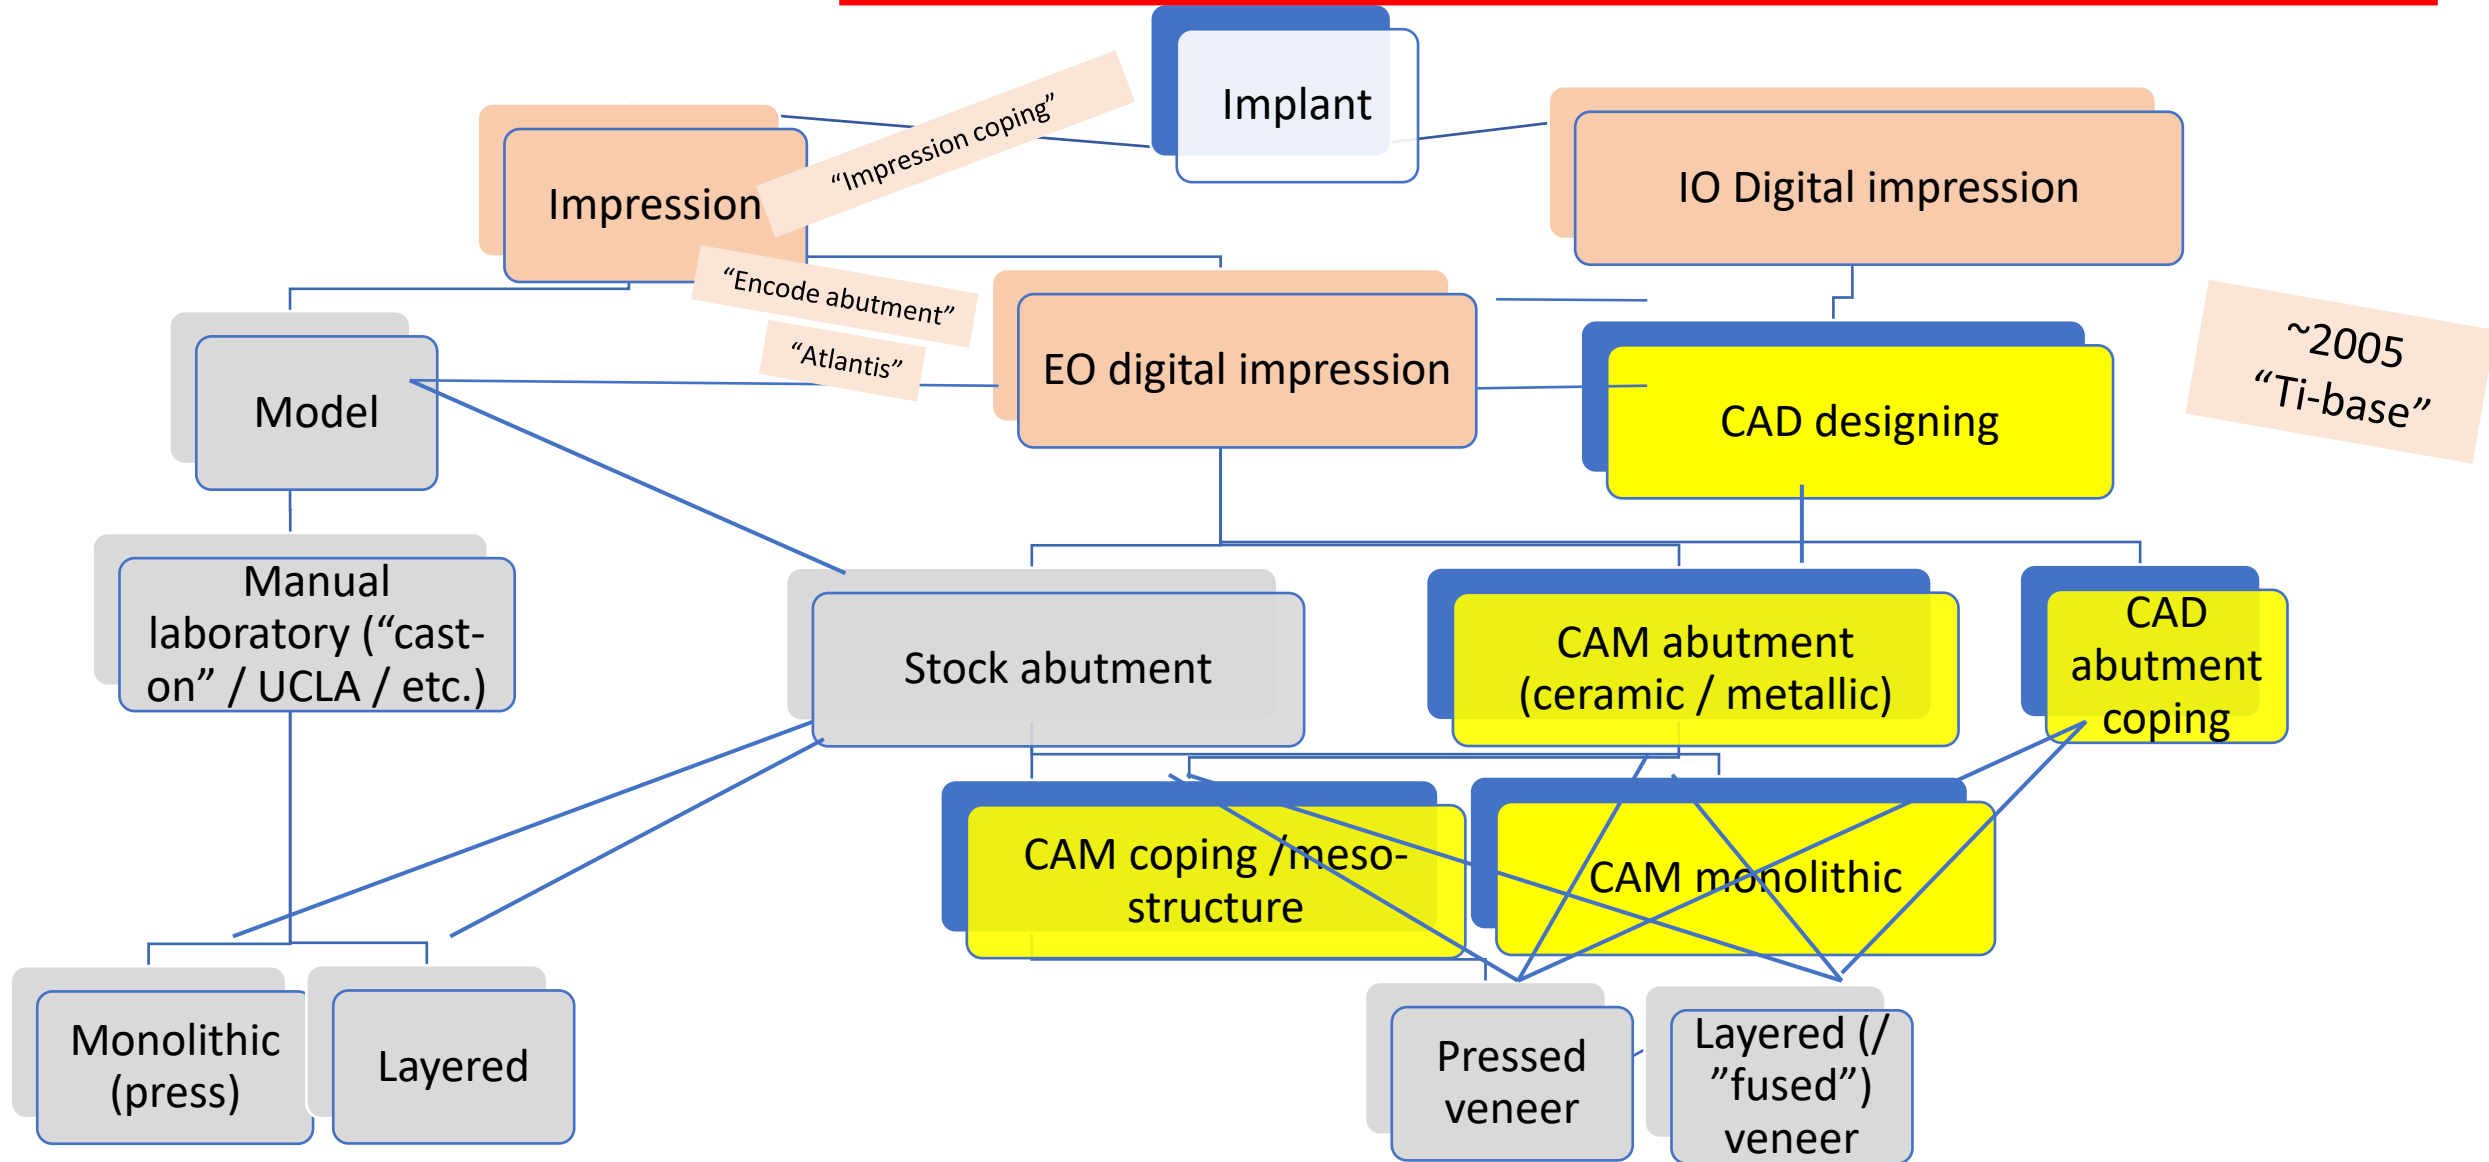 Implant
“Impression coping”
Impression
IO Digital impression
“Encode abutment”
“Atlantis”
EO digital impression
~2005
“Ti-base”
Model
CAD designing
Manual
laboratory (“cast-
on” / UCLA / etc.)
Stock abutment
CAM abutment
(ceramic / metallic)
CAD
abutment
coping
CAM coping /meso-
structure
CAM monolithic
Monolithic
(press)
Layered
Pressed
veneer
Layered (/
”fused”)
veneer